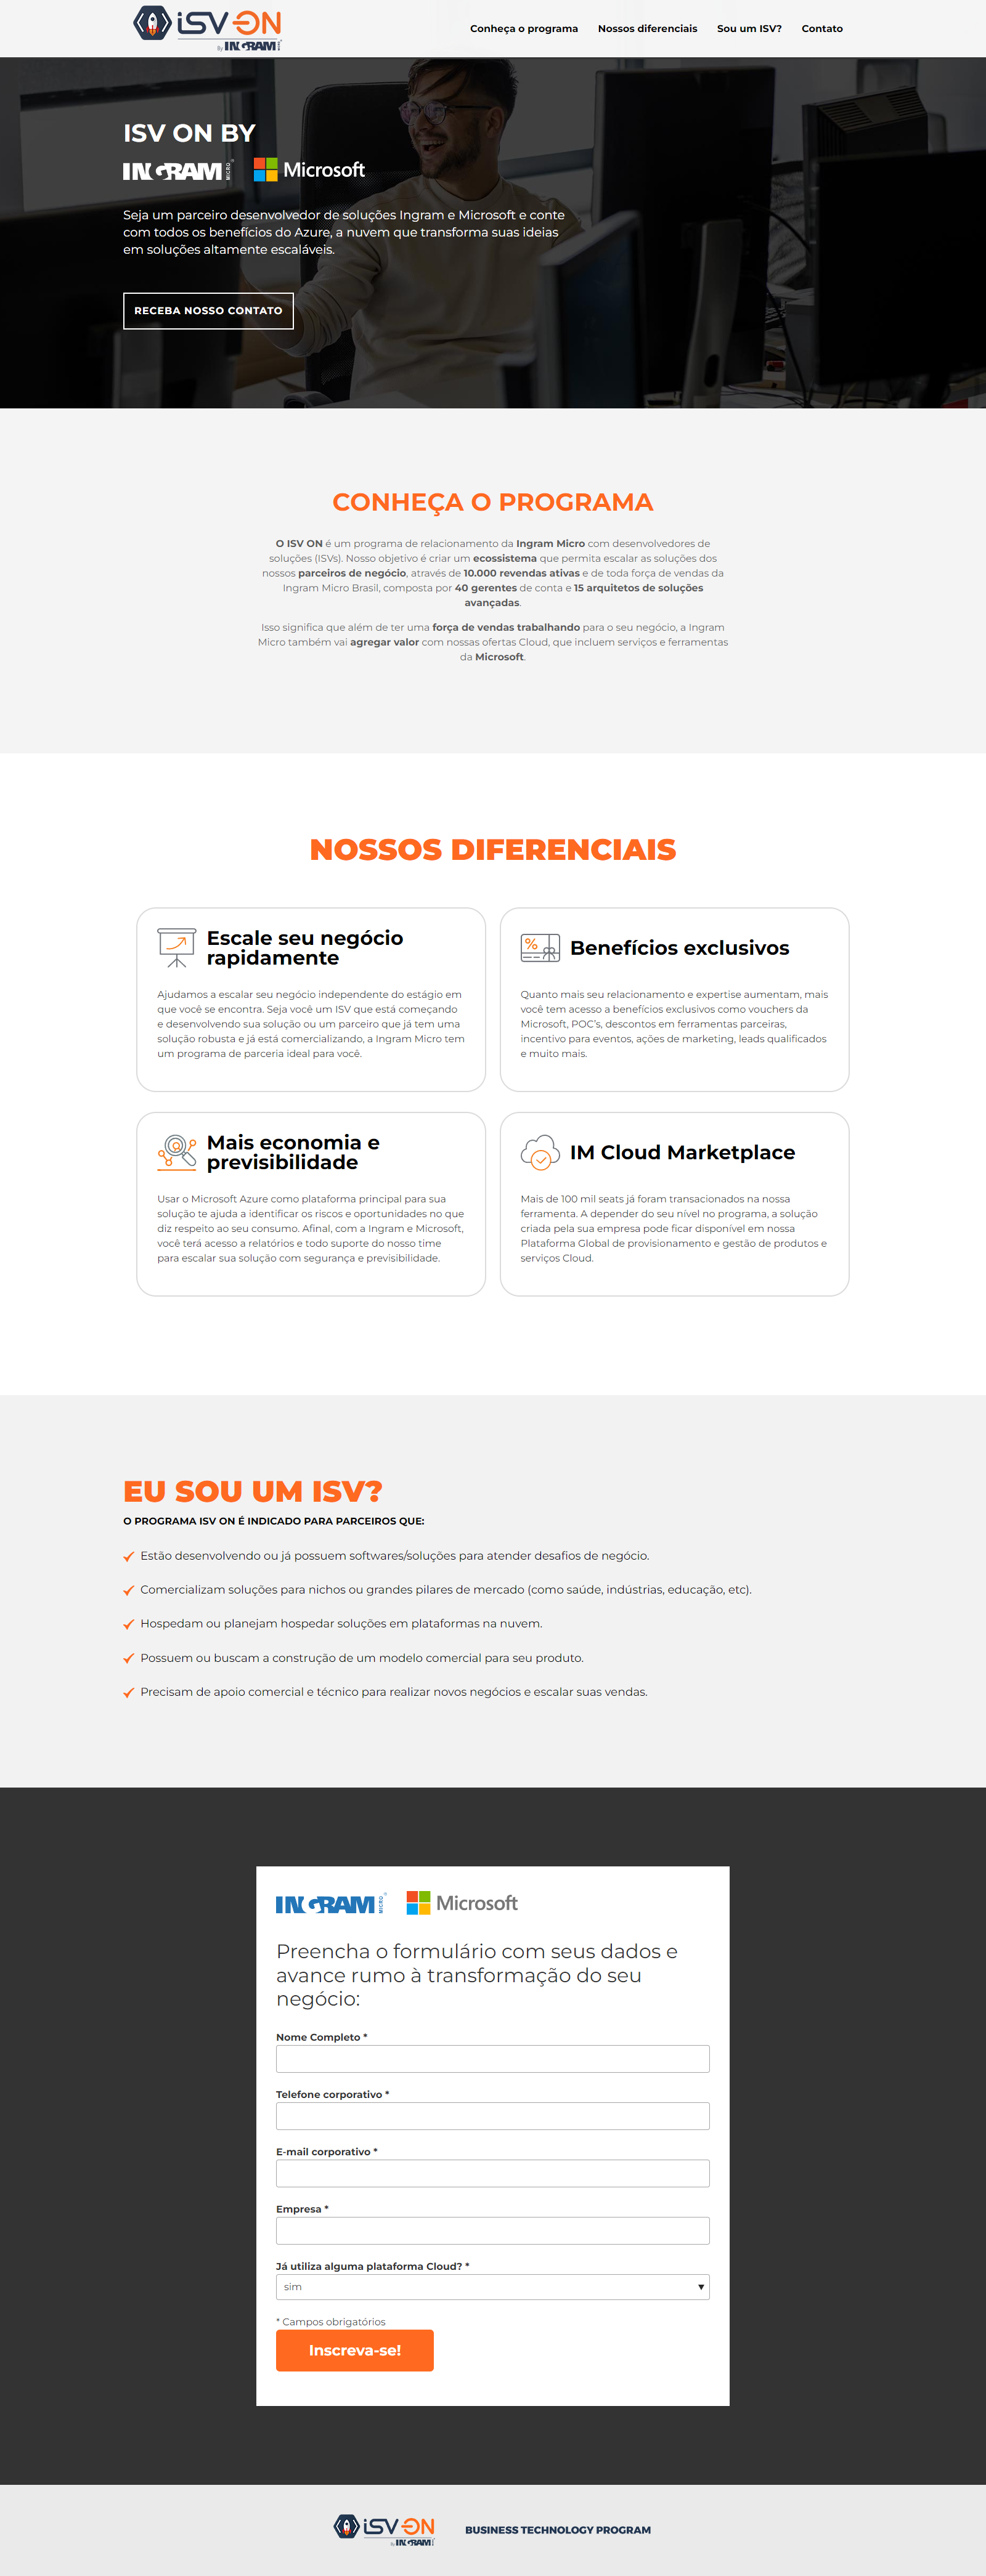 iSV ON
By INGRAM MICRO
Conheça o programa Nossos diferenciais Sou um ISV? Contato
ISV ON BY
INGRAM MICRO Microsoft
Seja um parceiro desenvolvedor de soluções Ingram e Microsoft e conte
com todos os benefícios do Azure, a nuvem que transforma suas ideias
em soluções altamente escaláveis.
RECEBA NOSSO CONTATO
CONHEÇA O PROGRAMA
O ISV ON é um programa de relacionamento da Ingram Micro com desenvolvedores de
soluções (ISVs). Nosso objetivo é criar um ecossistema que permita escalar as soluções dos
nossos parceiros de negócio, através de 10.000 revendas ativas e de toda força de vendas da
Ingram Micro Brasil, composta por 40 gerentes de conta e 15 arquitetos de soluções
avançadas.
Isso significa que além de ter uma força de vendas trabalhando para o seu negócio, a Ingram
Micro também vai agregar valor com nossas ofertas Cloud, que incluem serviços e ferramentas
da Microsoft.
NOSSOS DIFERENCIAIS
Escale seu negócio
rapidamente
Ajudamos a escalar seu negócio independente do estágio em
que você se encontra. Seja você um ISV que está começando
e desenvolvendo sua solução ou um parceiro que já tem uma
solução robusta e já está comercializando, a Ingram Micro tem
um programa de parceria ideal para você.
Benefícios exclusivos
Quanto mais seu relacionamento e expertise aumentam, mais
você tem acesso a benefícios exclusivos como vouchers da
Microsoft, POC's, descontos em ferramentas parceiras,
incentivo para eventos, ações de marketing, leads qualificados
e muito mais.
Mais economia e
previsibilidade
Usar o Microsoft Azure como plataforma principal para sua
solução te ajuda a identificar os riscos e oportunidades no que
diz respeito ao seu consumo. Afinal, com a Ingram e Microsoft,
você terá acesso a relatórios e todo suporte do nosso time
para escalar sua solução com segurança e previsibilidade.
IM Cloud Marketplace
Mais de 100 mil seats já foram transacionados na nossa
ferramenta. A depender do seu nível no programa, a solução
criada pela sua empresa pode ficar disponível em nossa
Plataforma Global de provisionamento e gestão de produtos e
serviços Cloud.
EU SOU UM ISV?
O PROGRAMA ISV ON É INDICADO PARA PARCEIROS QUE:
Estão desenvolvendo ou já possuem softwares/soluções para atender desafios de negócio.
Comercializam soluções para nichos ou grandes pilares de mercado (como saúde, indústrias, educação, etc).
Hospedam ou planejam hospedar soluções em plataformas na nuvem.
Possuem ou buscam a construção de um modelo comercial para seu produto.
Precisam de apoio comercial e técnico para realizar novos negócios e escalar suas vendas.
INGRAM MICRO Microsoft
Preencha o formulário com seus dados e
avance rumo à transformação do seu
negócio:
Nome Completo *
Telefone corporativo *
E-mail corporativo *
Empresa *
Já utiliza alguma plataforma Cloud? *
sim
* Campos obrigatórios
Inscreva-se!
iSV ON
By INGRAM
BUSINESS TECHNOLOGY PROGRAM